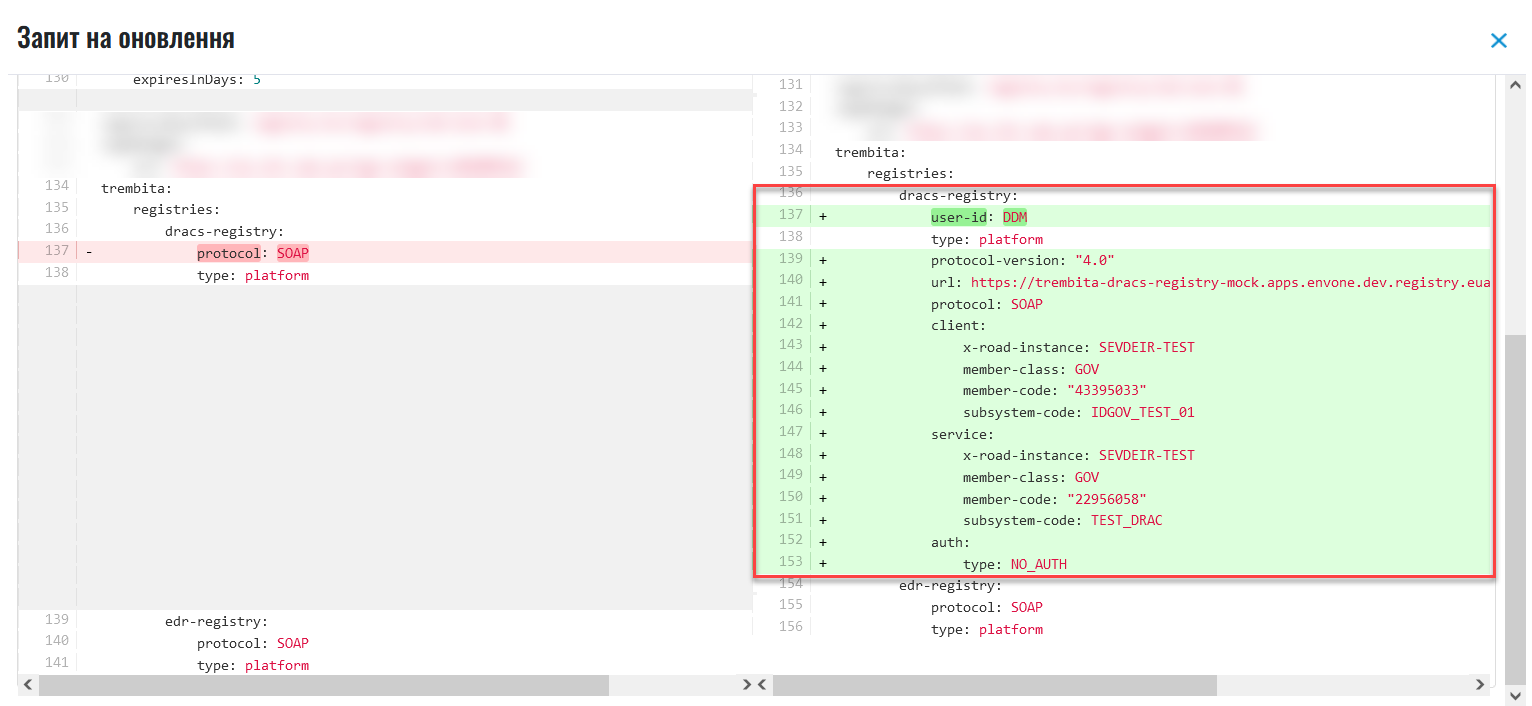 Запит на оновлення
130 expiresInDays: 5
134 trembita:
135 registries:
136 dracs-registry:
137 - protocol: SOAP
138 type: platform
139 edr-registry:
140 protocol: SOAP
141 type: platform
131
132
133
134 trembita:
135 registries:
136 dracs-registry:
137 + user-id: DDM
138 type: platform
139 + protocol-version: "4.0"
140 + url: https://trembita-dracs-registry-mock.apps.envone.dev.registry.eua
141 + protocol: SOAP
142 + client:
143 + x-road-instance: SEVDEIR-TEST
144 + member-class: GOV
145 + member-code: "43395033"
146 + subsystem-code: IDGOV_TEST_01
147 + service:
148 + x-road-instance: SEVDEIR-TEST
149 + member-class: GOV
150 + member-code: "22956058"
151 + subsystem-code: TEST_DRAC
152 + auth:
153 + type: NO_AUTH
154 edr-registry:
155 protocol: SOAP
156 type: platform